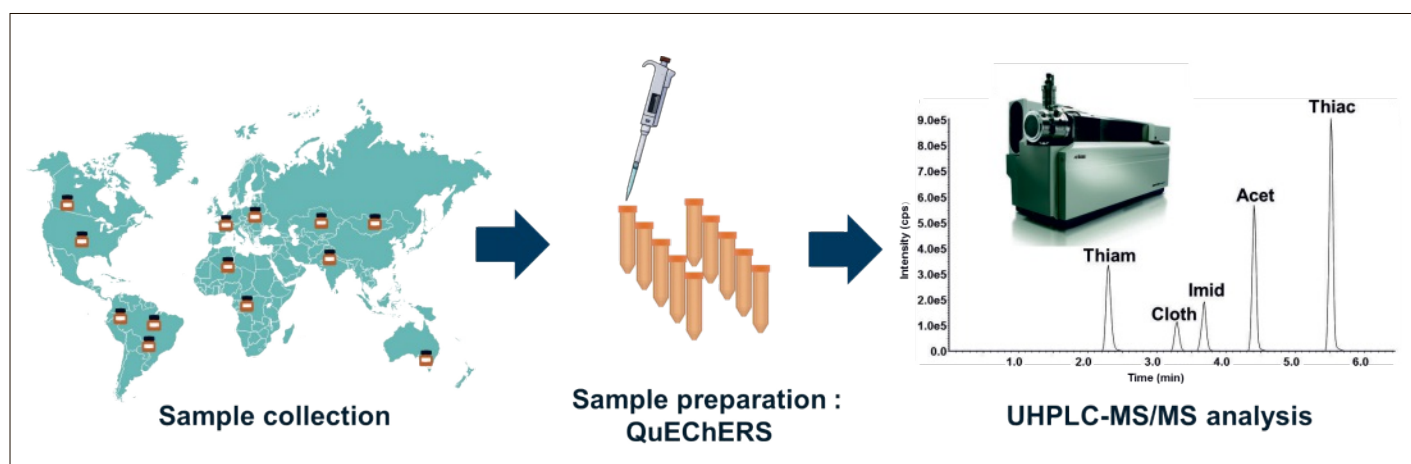 Sample collection
Sample preparation :
QuEChERS
Intensity (cps)
9.0e5
8.0e5
7.0e5
6.0e5
5.0e5
4.0e5
3.0e5
2.0e5
1.0e5
0.0
Thiam
Cloth
Imid
Acet
Thiac
1.0 2.0 3.0 4.0 5.0 6.0
Time (min)
UHPLC-MS/MS analysis